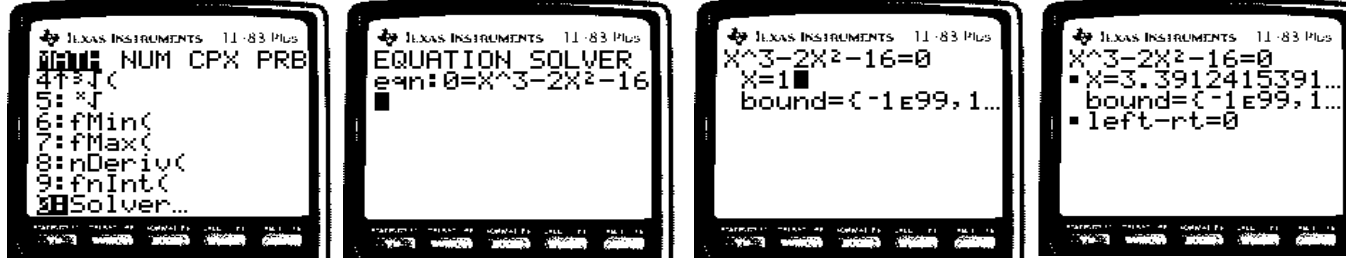 TEXAS INSTRUMENTS TI-83 Plus
MATH NUM CPX PRB
4↑³√(
5:ˣ√
6:fMin(
7:fMax(
8:nDeriv(
9:fnInt(
0:Solver…
TEXAS INSTRUMENTS TI-83 Plus
EQUATION SOLVER
eqn:0=X^3-2X²-16
TEXAS INSTRUMENTS TI-83 Plus
X^3-2X²-16=0
X=1
bound={-1E99,1…
TEXAS INSTRUMENTS TI-83 Plus
X^3-2X²-16=0
▪X=3.3912415391…
bound={-1E99,1…
▪left-rt=0